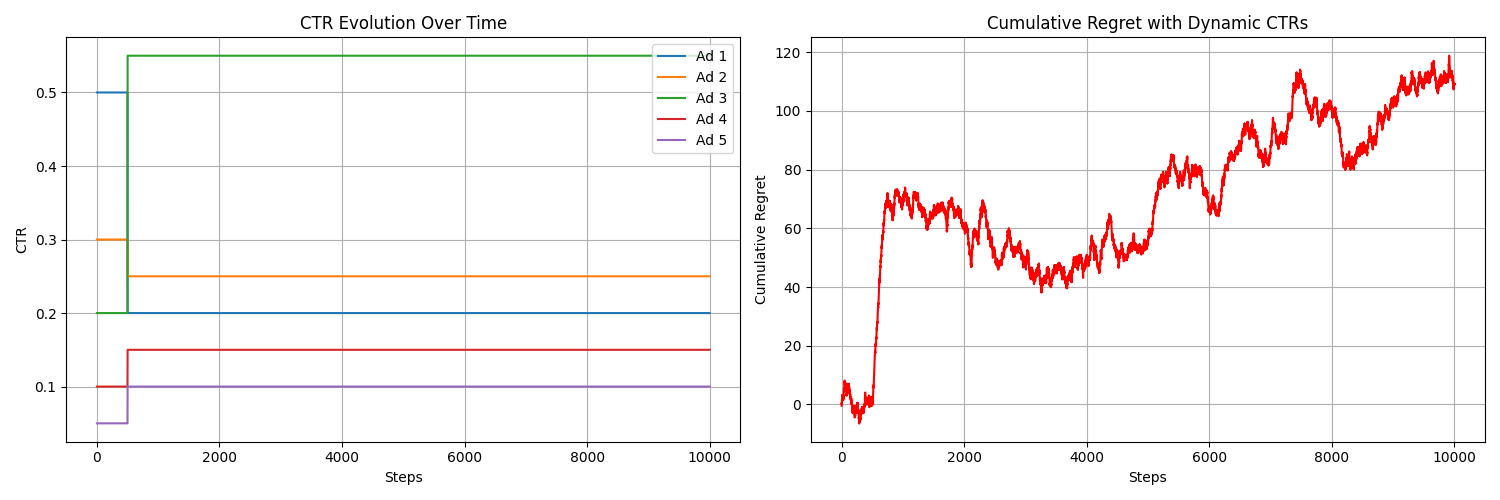 CTR Evolution Over Time
CTR
0.5
0.4
0.3
0.2
0.1
0 2000 4000 6000 8000 10000
Steps
Ad 1
Ad 2
Ad 3
Ad 4
Ad 5
Cumulative Regret with Dynamic CTRs
Cumulative Regret
120
100
80
60
40
20
0
0 2000 4000 6000 8000 10000
Steps